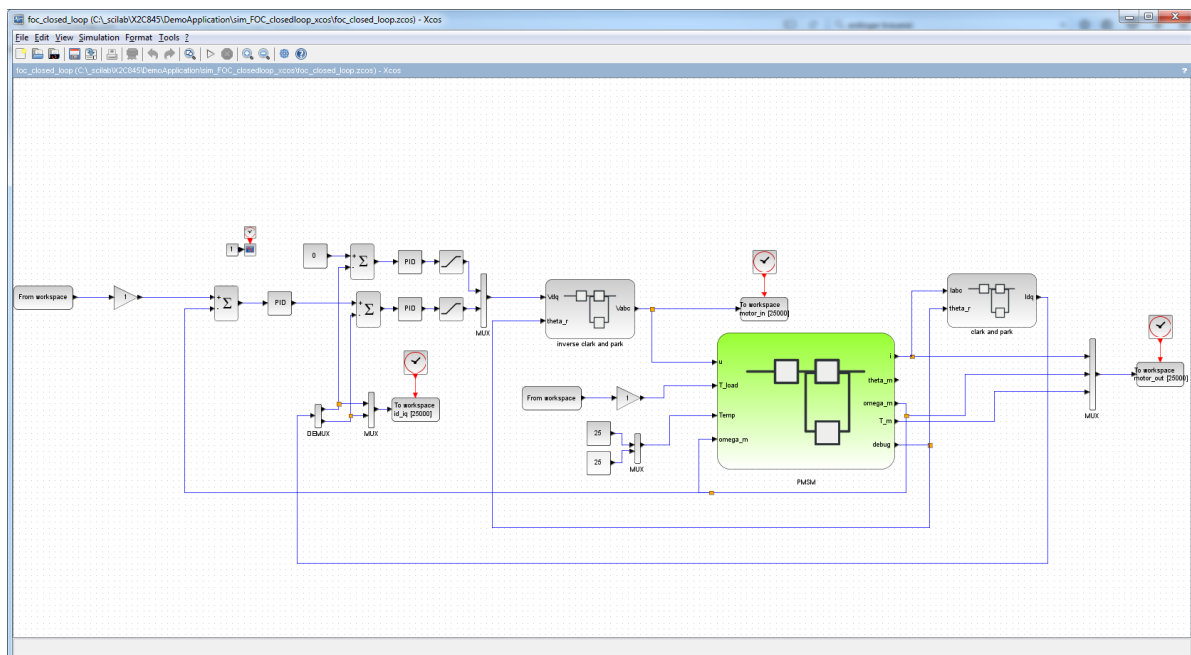 foc_closed_loop (C:\_scilab\X2C845\DemoApplication\sim_FOC_closedloop_xcos\foc_closed_loop.zcos) - Xcos
File Edit View Simulation Format Tools ?
foc_closed_loop (C:\_scilab\X2C845\DemoApplication\sim_FOC_closedloop_xcos\foc_closed_loop.zcos) - Xcos ?
1
0
+
-
Σ
PID
From workspace
1
+
-
Σ
PID
+
-
Σ
PID
MUX
Vdq
theta_r
Vabc
inverse clark and park
To workspace
motor_in [25000]
Iabc
theta_r
Idq
clark and park
To workspace
motor_out [25000]
MUX
u
T_load
Temp
omega_m
i
theta_m
omega_m
T_m
debug
PMSM
From workspace
1
25
25
MUX
DEMUX
MUX
To workspace
id_iq [25000]